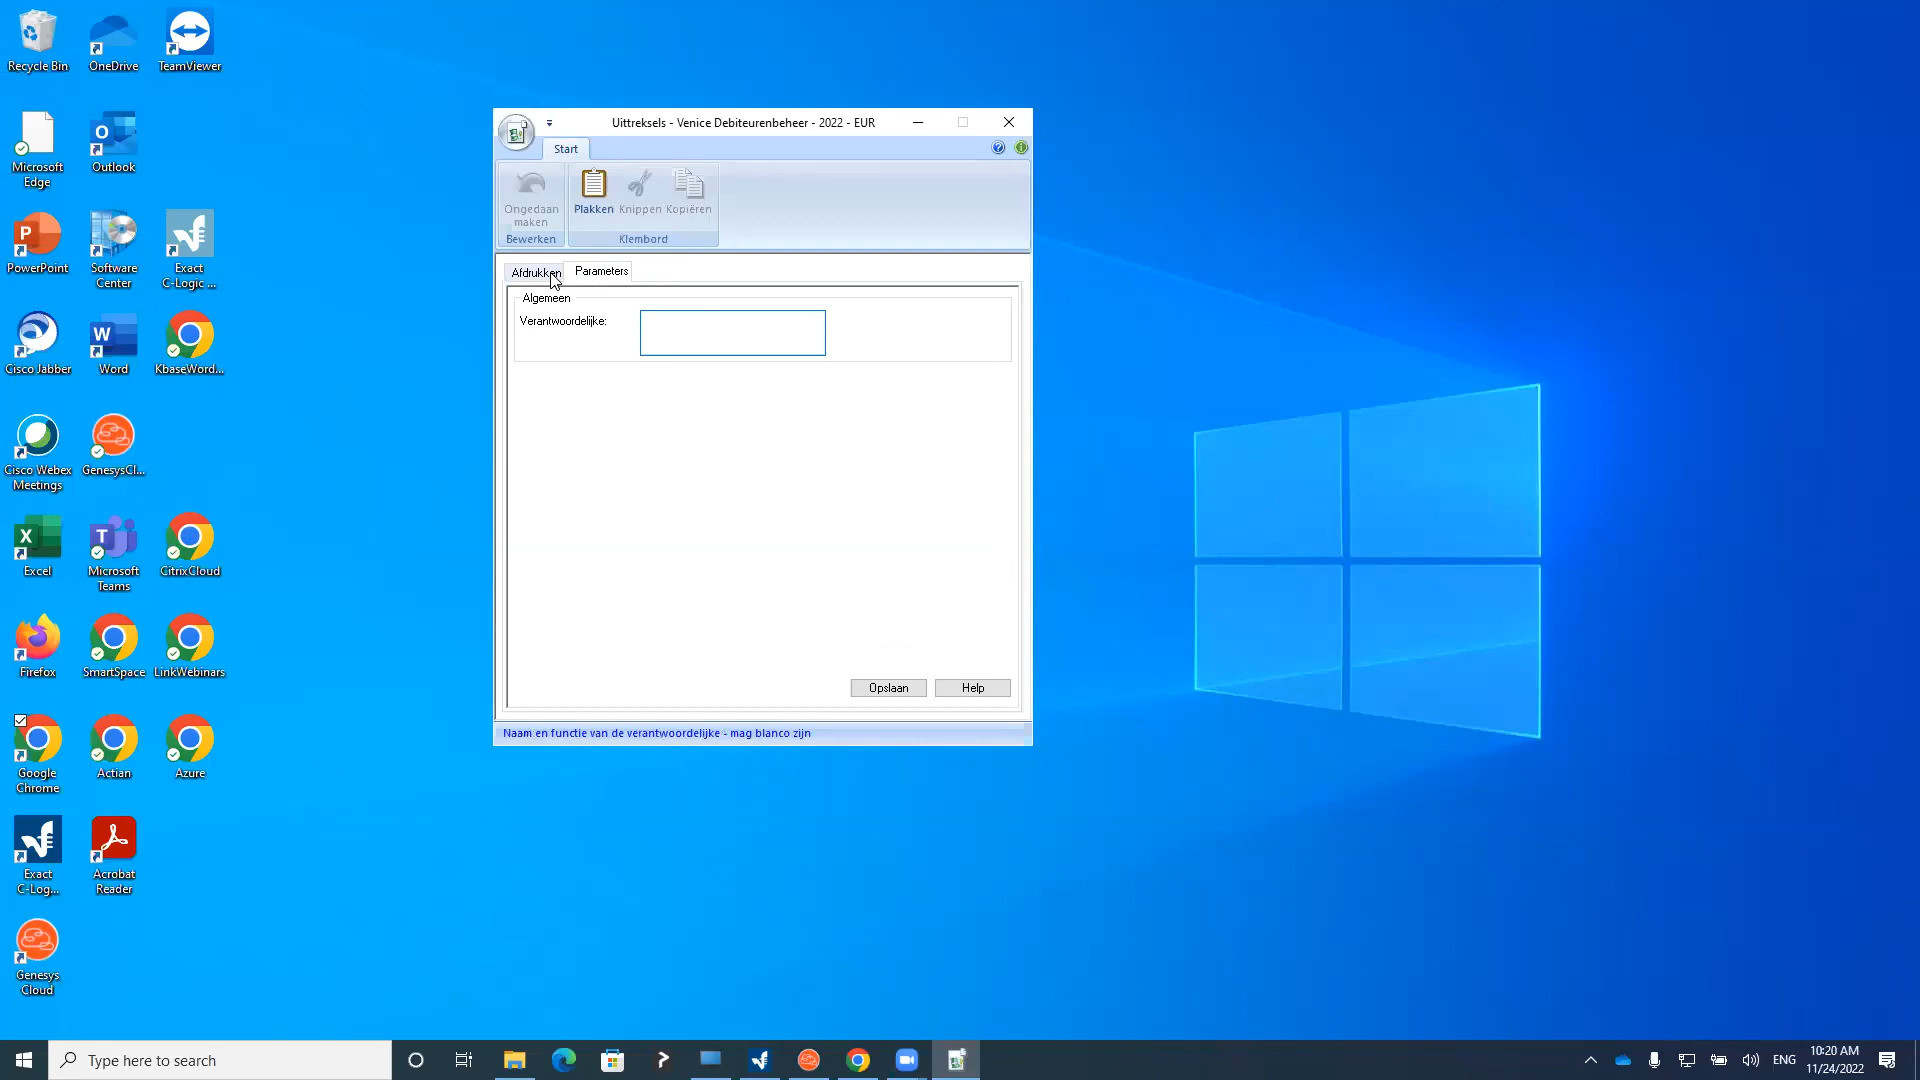 Recycle Bin
OneDrive
TeamViewer
Microsoft
Edge
Outlook
PowerPoint
Software
Center
Exact
C-Logic ...
Cisco Jabber
Word
KbaseWord...
Cisco Webex
Meetings
GenesysCl...
Excel
Microsoft
Teams
CitrixCloud
Firefox
SmartSpace
LinkWebinars
Google
Chrome
Actian
Azure
Exact
C-Log...
Acrobat
Reader
Genesys
Cloud
Uittreksels - Venice Debiteurenbeheer - 2022 - EUR
Start
Ongedaan
maken
Plakken
Knippen
Kopiëren
Bewerken
Klembord
Afdrukken
Parameters
Algemeen
Verantwoordelijke:
Opslaan
Help
Naam en functie van de verantwoordelijke - mag blanco zijn
Type here to search
ENG
10:20 AM
11/24/2022